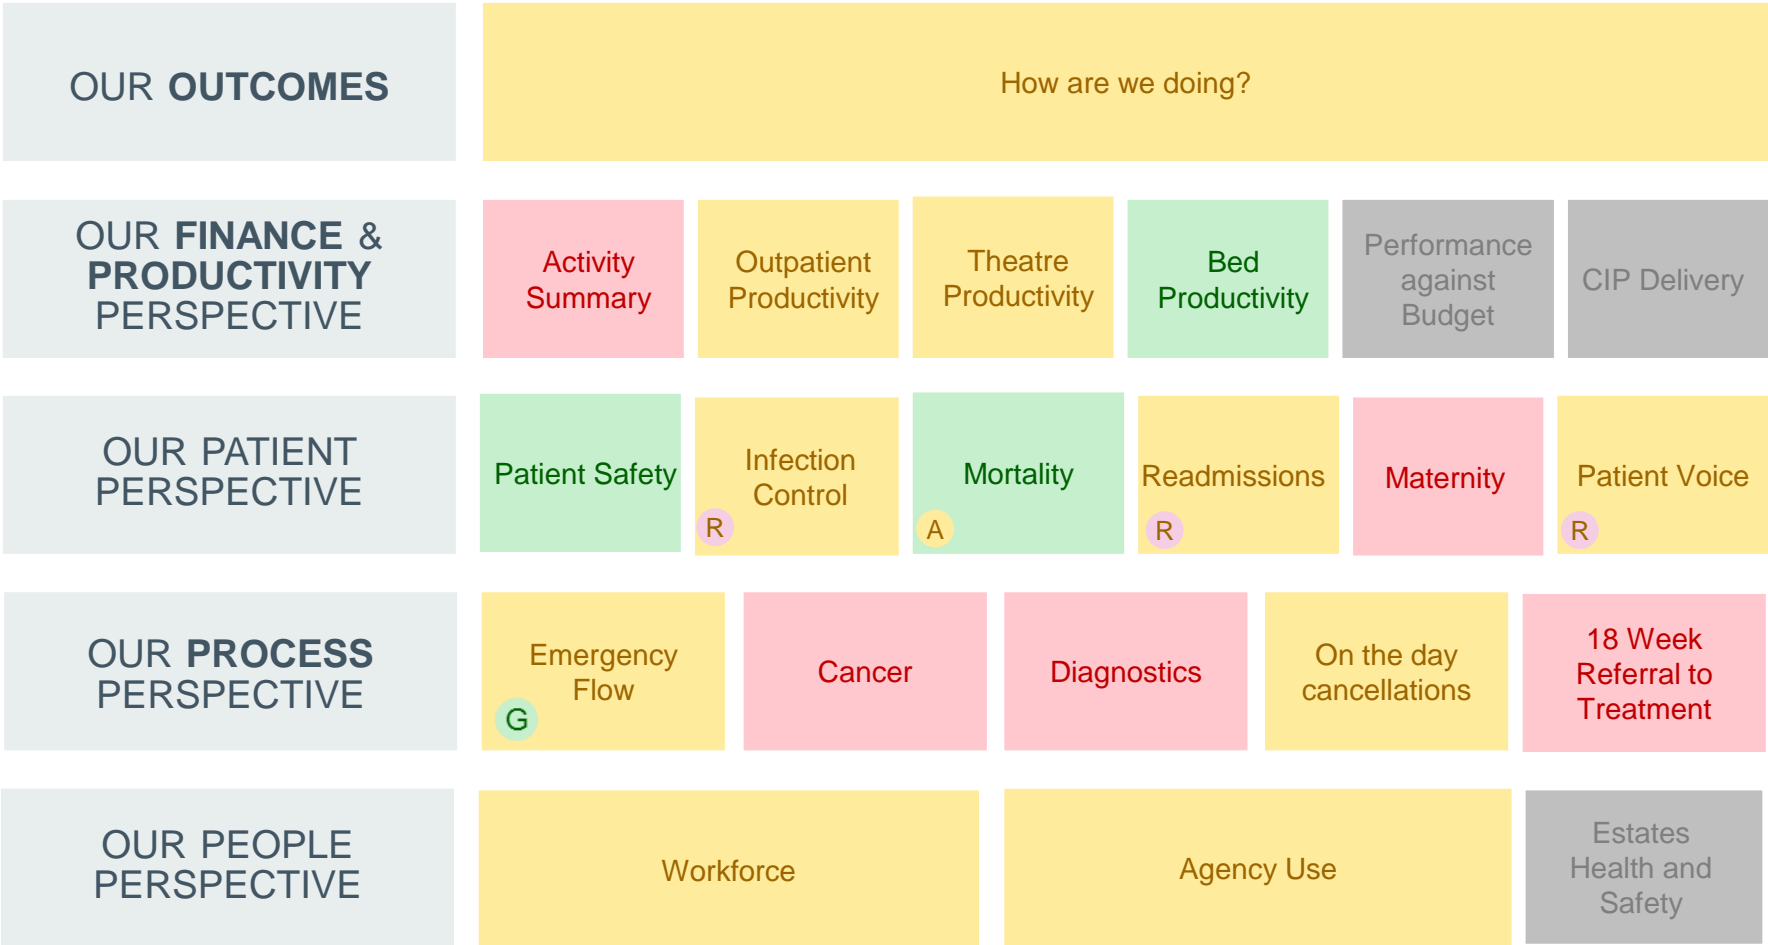 OUR OUTCOMES
How are we doing?
OUR FINANCE &
PRODUCTIVITY
PERSPECTIVE
Activity
Summary
Outpatient
Productivity
Theatre
Productivity
Bed
Productivity
Performance
against
Budget
CIP Delivery
OUR PATIENT
PERSPECTIVE
Patient Safety
Infection
Control
R
Mortality
A
Readmissions
R
Maternity
Patient Voice
R
OUR PROCESS
PERSPECTIVE
Emergency
Flow
G
Cancer
Diagnostics
On the day
cancellations
18 Week
Referral to
Treatment
OUR PEOPLE
PERSPECTIVE
Workforce
Agency Use
Estates
Health and
Safety